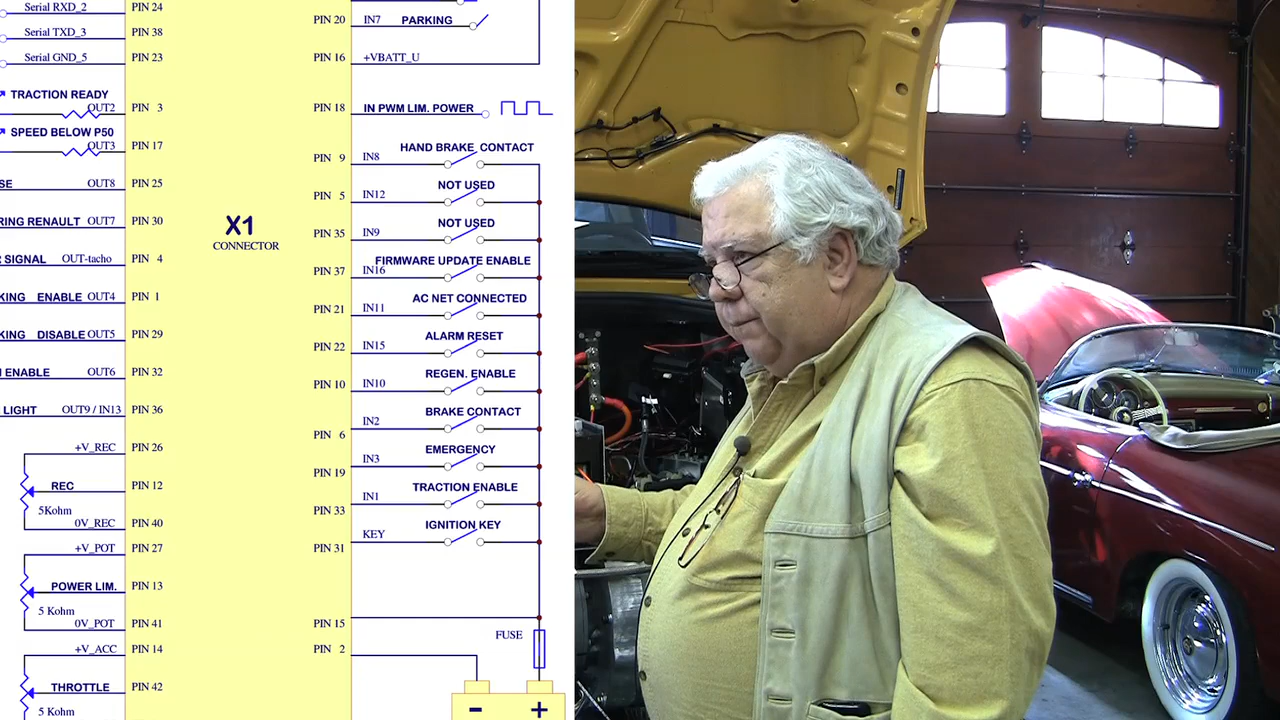 Serial RXD_2 PIN 24
Serial TXD_3 PIN 38
Serial GND_5 PIN 23
TRACTION READY
OUT2 PIN 3
SPEED BELOW P50
OUT3 PIN 17
SE OUT8 PIN 25
RING RENAULT OUT7 PIN 30
SIGNAL OUT-tacho PIN 4
KING ENABLE OUT4 PIN 1
KING DISABLE OUT5 PIN 29
ENABLE OUT6 PIN 32
LIGHT OUT9 / IN13 PIN 36
+V_REC PIN 26
REC PIN 12
5Kohm
0V_REC PIN 40
+V_POT PIN 27
POWER LIM. PIN 13
5 Kohm
0V_POT PIN 41
+V_ACC PIN 14
THROTTLE PIN 42
5 Kohm
X1
CONNECTOR
PIN 20 IN7 PARKING
PIN 16 +VBATT_U
PIN 18 IN PWM LIM. POWER
HAND BRAKE CONTACT
PIN 9 IN8
NOT USED
PIN 5 IN12
NOT USED
PIN 35 IN9
FIRMWARE UPDATE ENABLE
PIN 37 IN16
AC NET CONNECTED
PIN 21 IN11
ALARM RESET
PIN 22 IN15
REGEN. ENABLE
PIN 10 IN10
BRAKE CONTACT
PIN 6 IN2
EMERGENCY
PIN 19 IN3
TRACTION ENABLE
PIN 33 IN1
IGNITION KEY
PIN 31 KEY
PIN 15
FUSE
PIN 2
- +